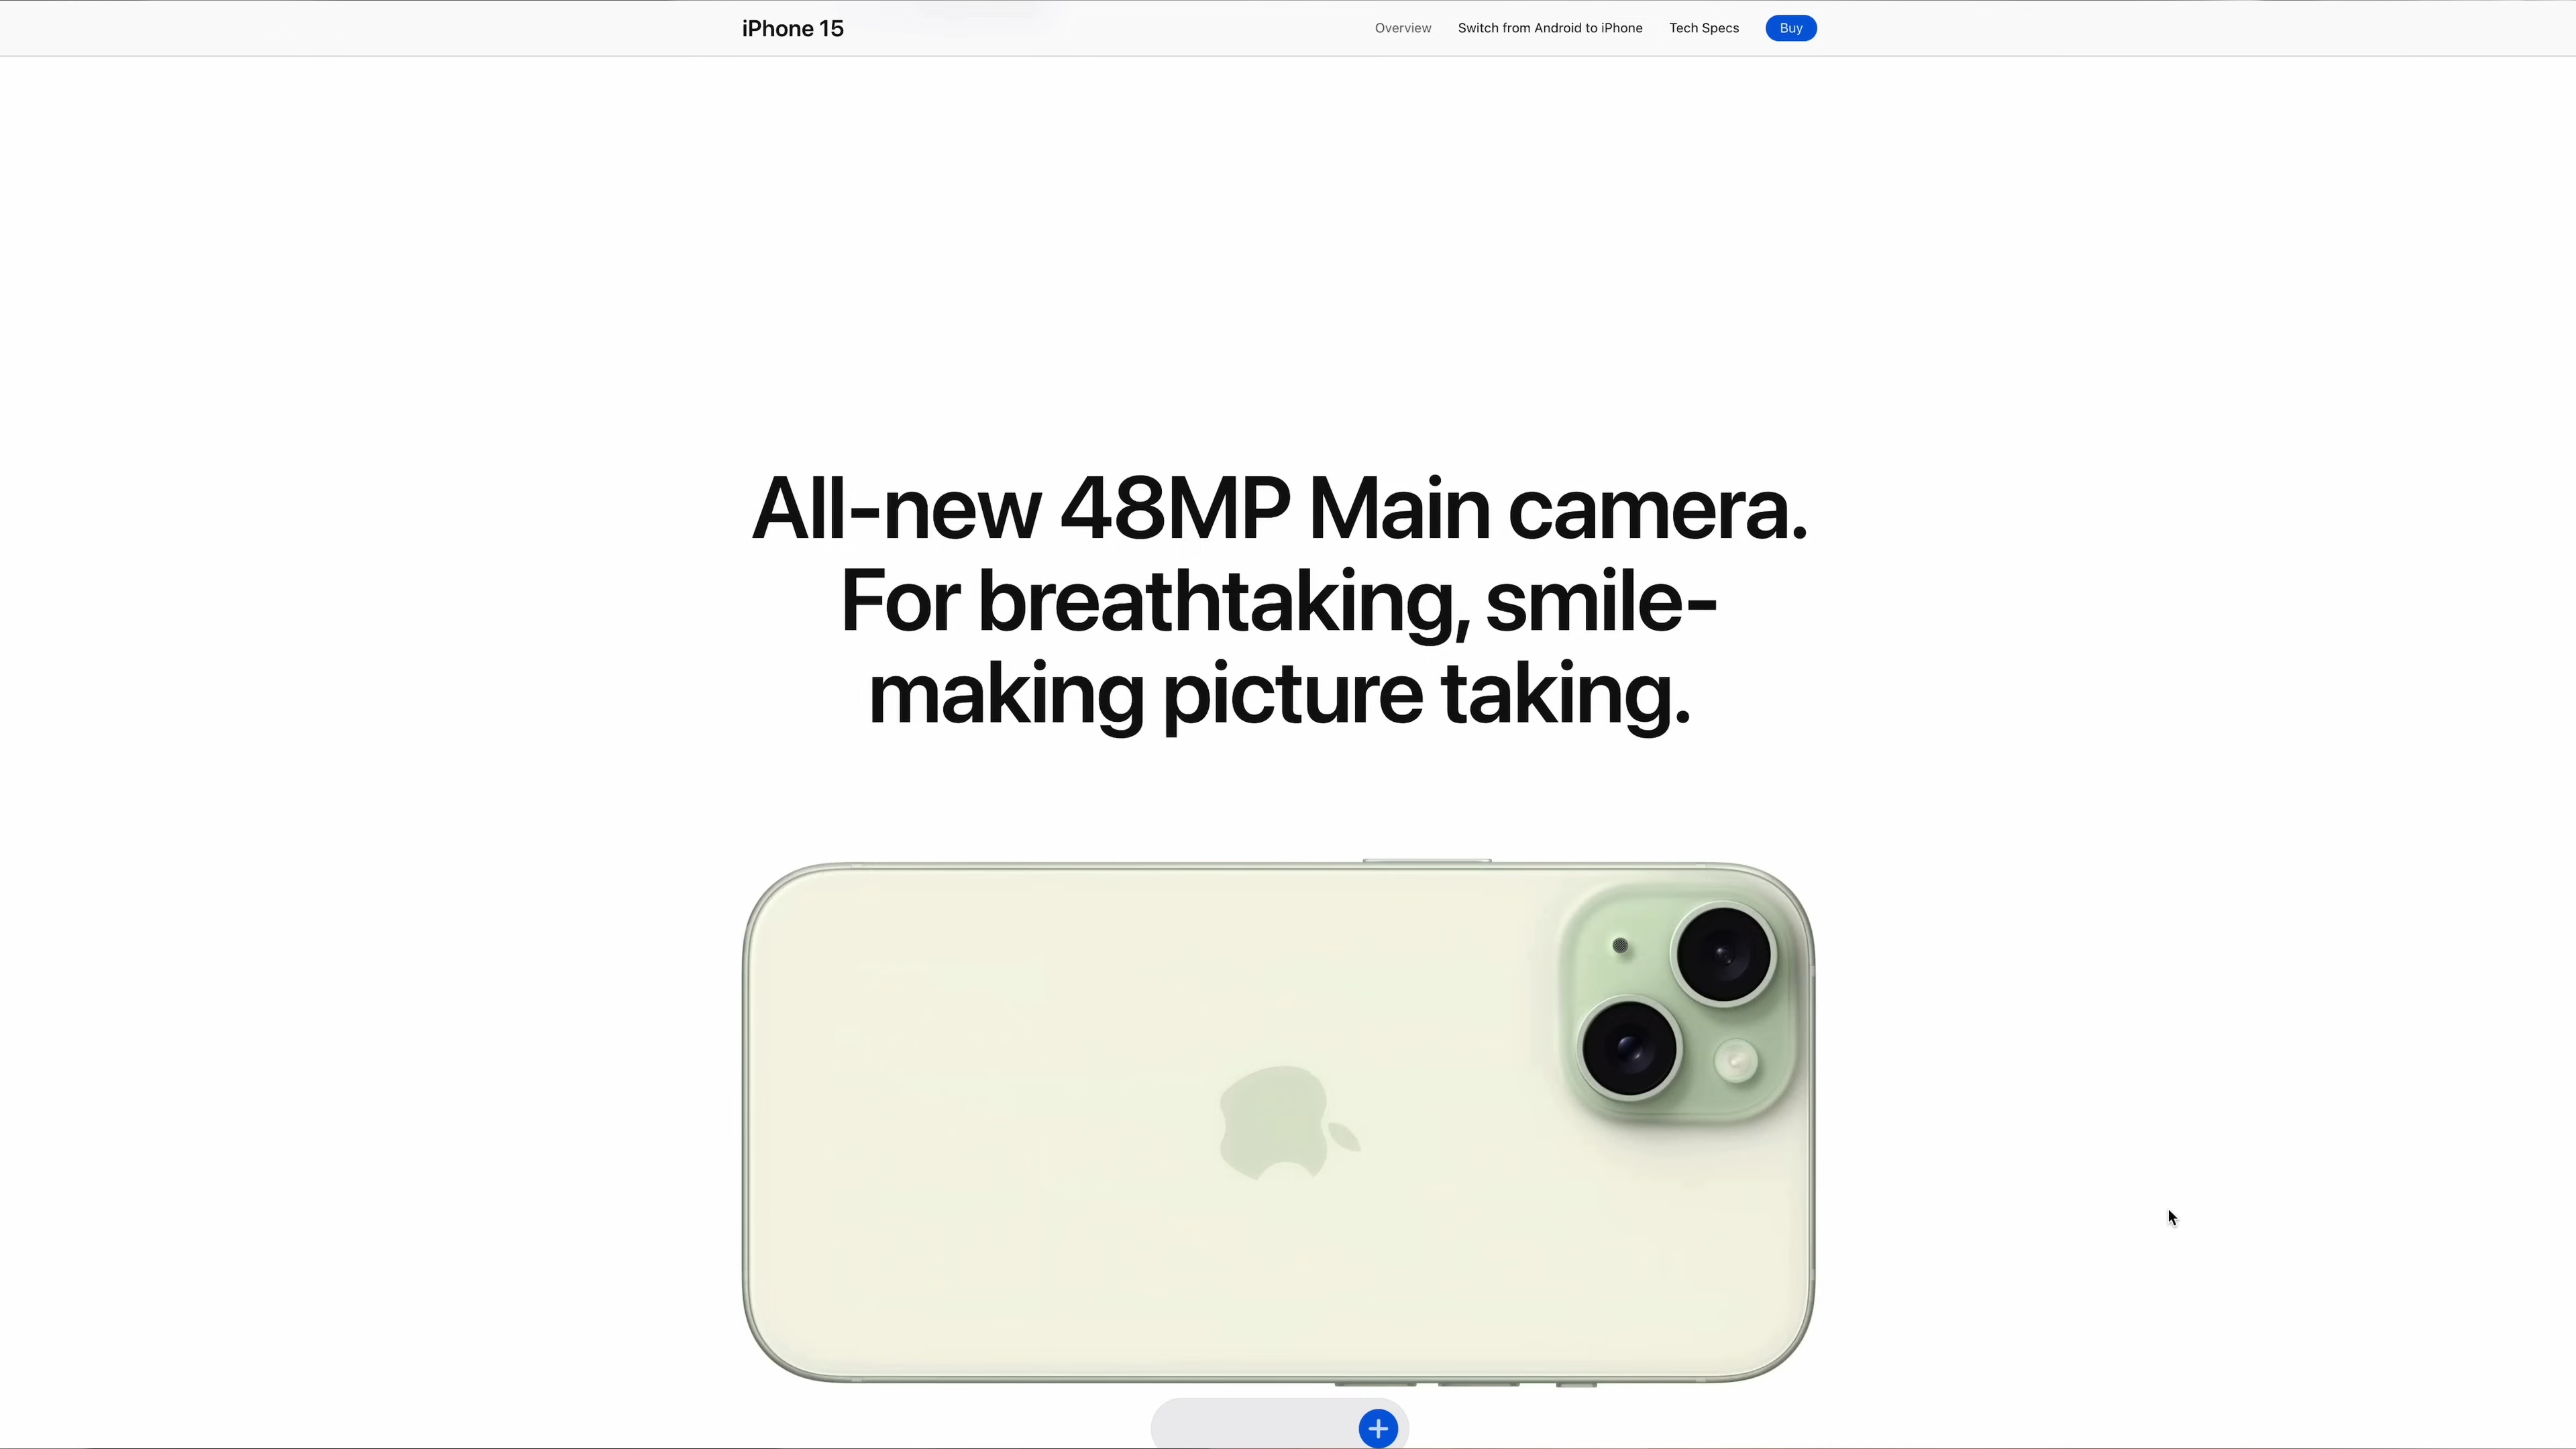 iPhone 15
Overview Switch from Android to iPhone Tech Specs Buy
All-new 48MP Main camera.
For breathtaking, smile-
making picture taking.